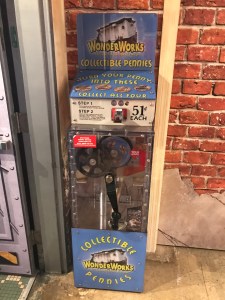 WONDERWORKS
COLLECTIBLE PENNIES
PUSH YOUR PENNY
INTO THESE
COLLECT ALL FOUR
STEP 1
STEP 2
51¢
EACH
COLLECTIBLE
WONDERWORKS
PENNIES